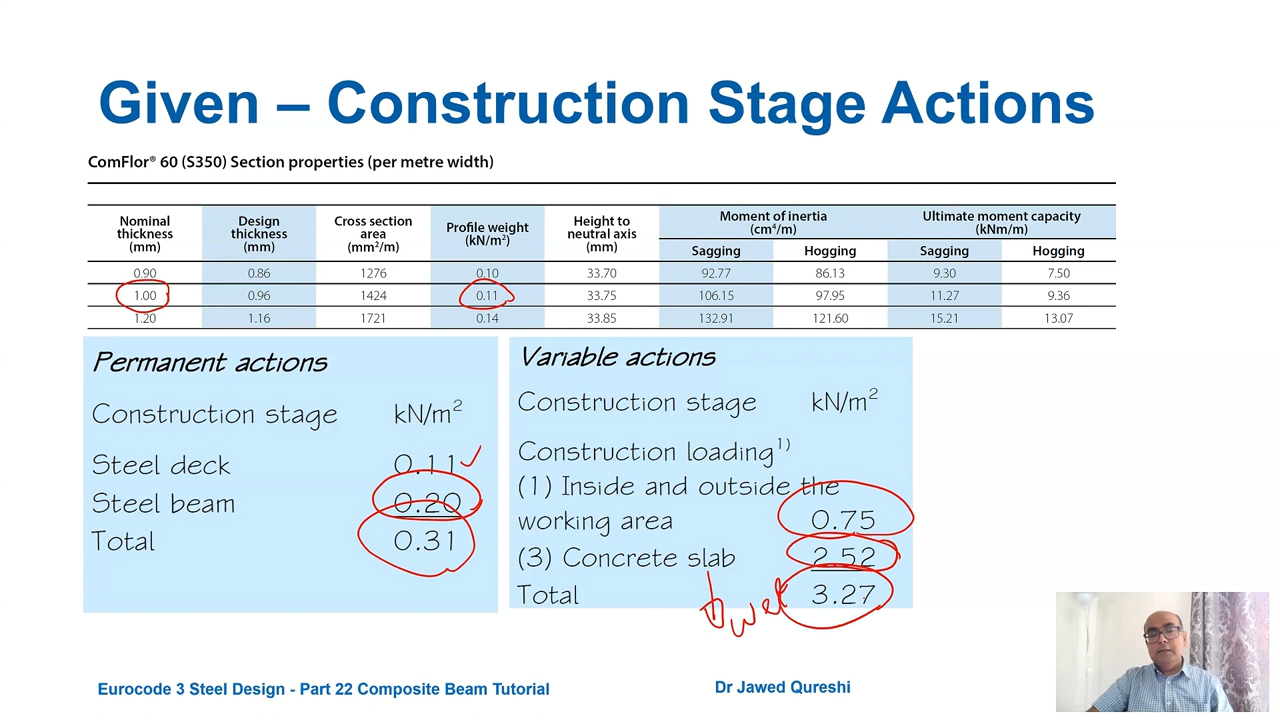 Given – Construction Stage Actions
ComFlor® 60 (S350) Section properties (per metre width)
Nominal thickness (mm) Design thickness (mm) Cross section area (mm²/m) Profile weight (kN/m²) Height to neutral axis (mm) Moment of inertia (cm⁴/m) Ultimate moment capacity (kNm/m)
Sagging Hogging Sagging Hogging
0.90 0.86 1276 0.10 33.70 92.77 86.13 9.30 7.50
1.00 0.96 1424 0.11 33.75 106.15 97.95 11.27 9.36
1.20 1.16 1721 0.14 33.85 132.91 121.60 15.21 13.07
Permanent actions
Construction stage kN/m²
Steel deck 0.11
Steel beam 0.20
Total 0.31
Variable actions
Construction stage kN/m²
Construction loading¹⁾
(1) Inside and outside the
working area 0.75
(3) Concrete slab 2.52
Total 3.27
wet
Eurocode 3 Steel Design - Part 22 Composite Beam Tutorial
Dr Jawed Qureshi